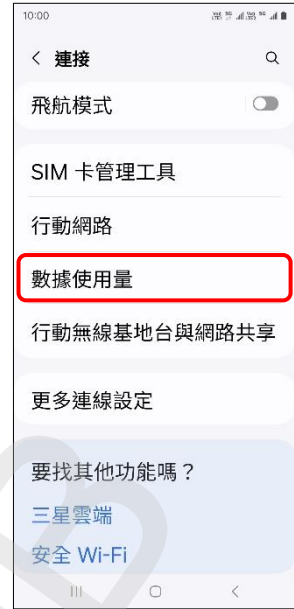 10:00
連接
飛航模式
SIM 卡管理工具
行動網路
數據使用量
行動無線基地台與網路共享
更多連線設定
要找其他功能嗎？
三星雲端
安全 Wi-Fi